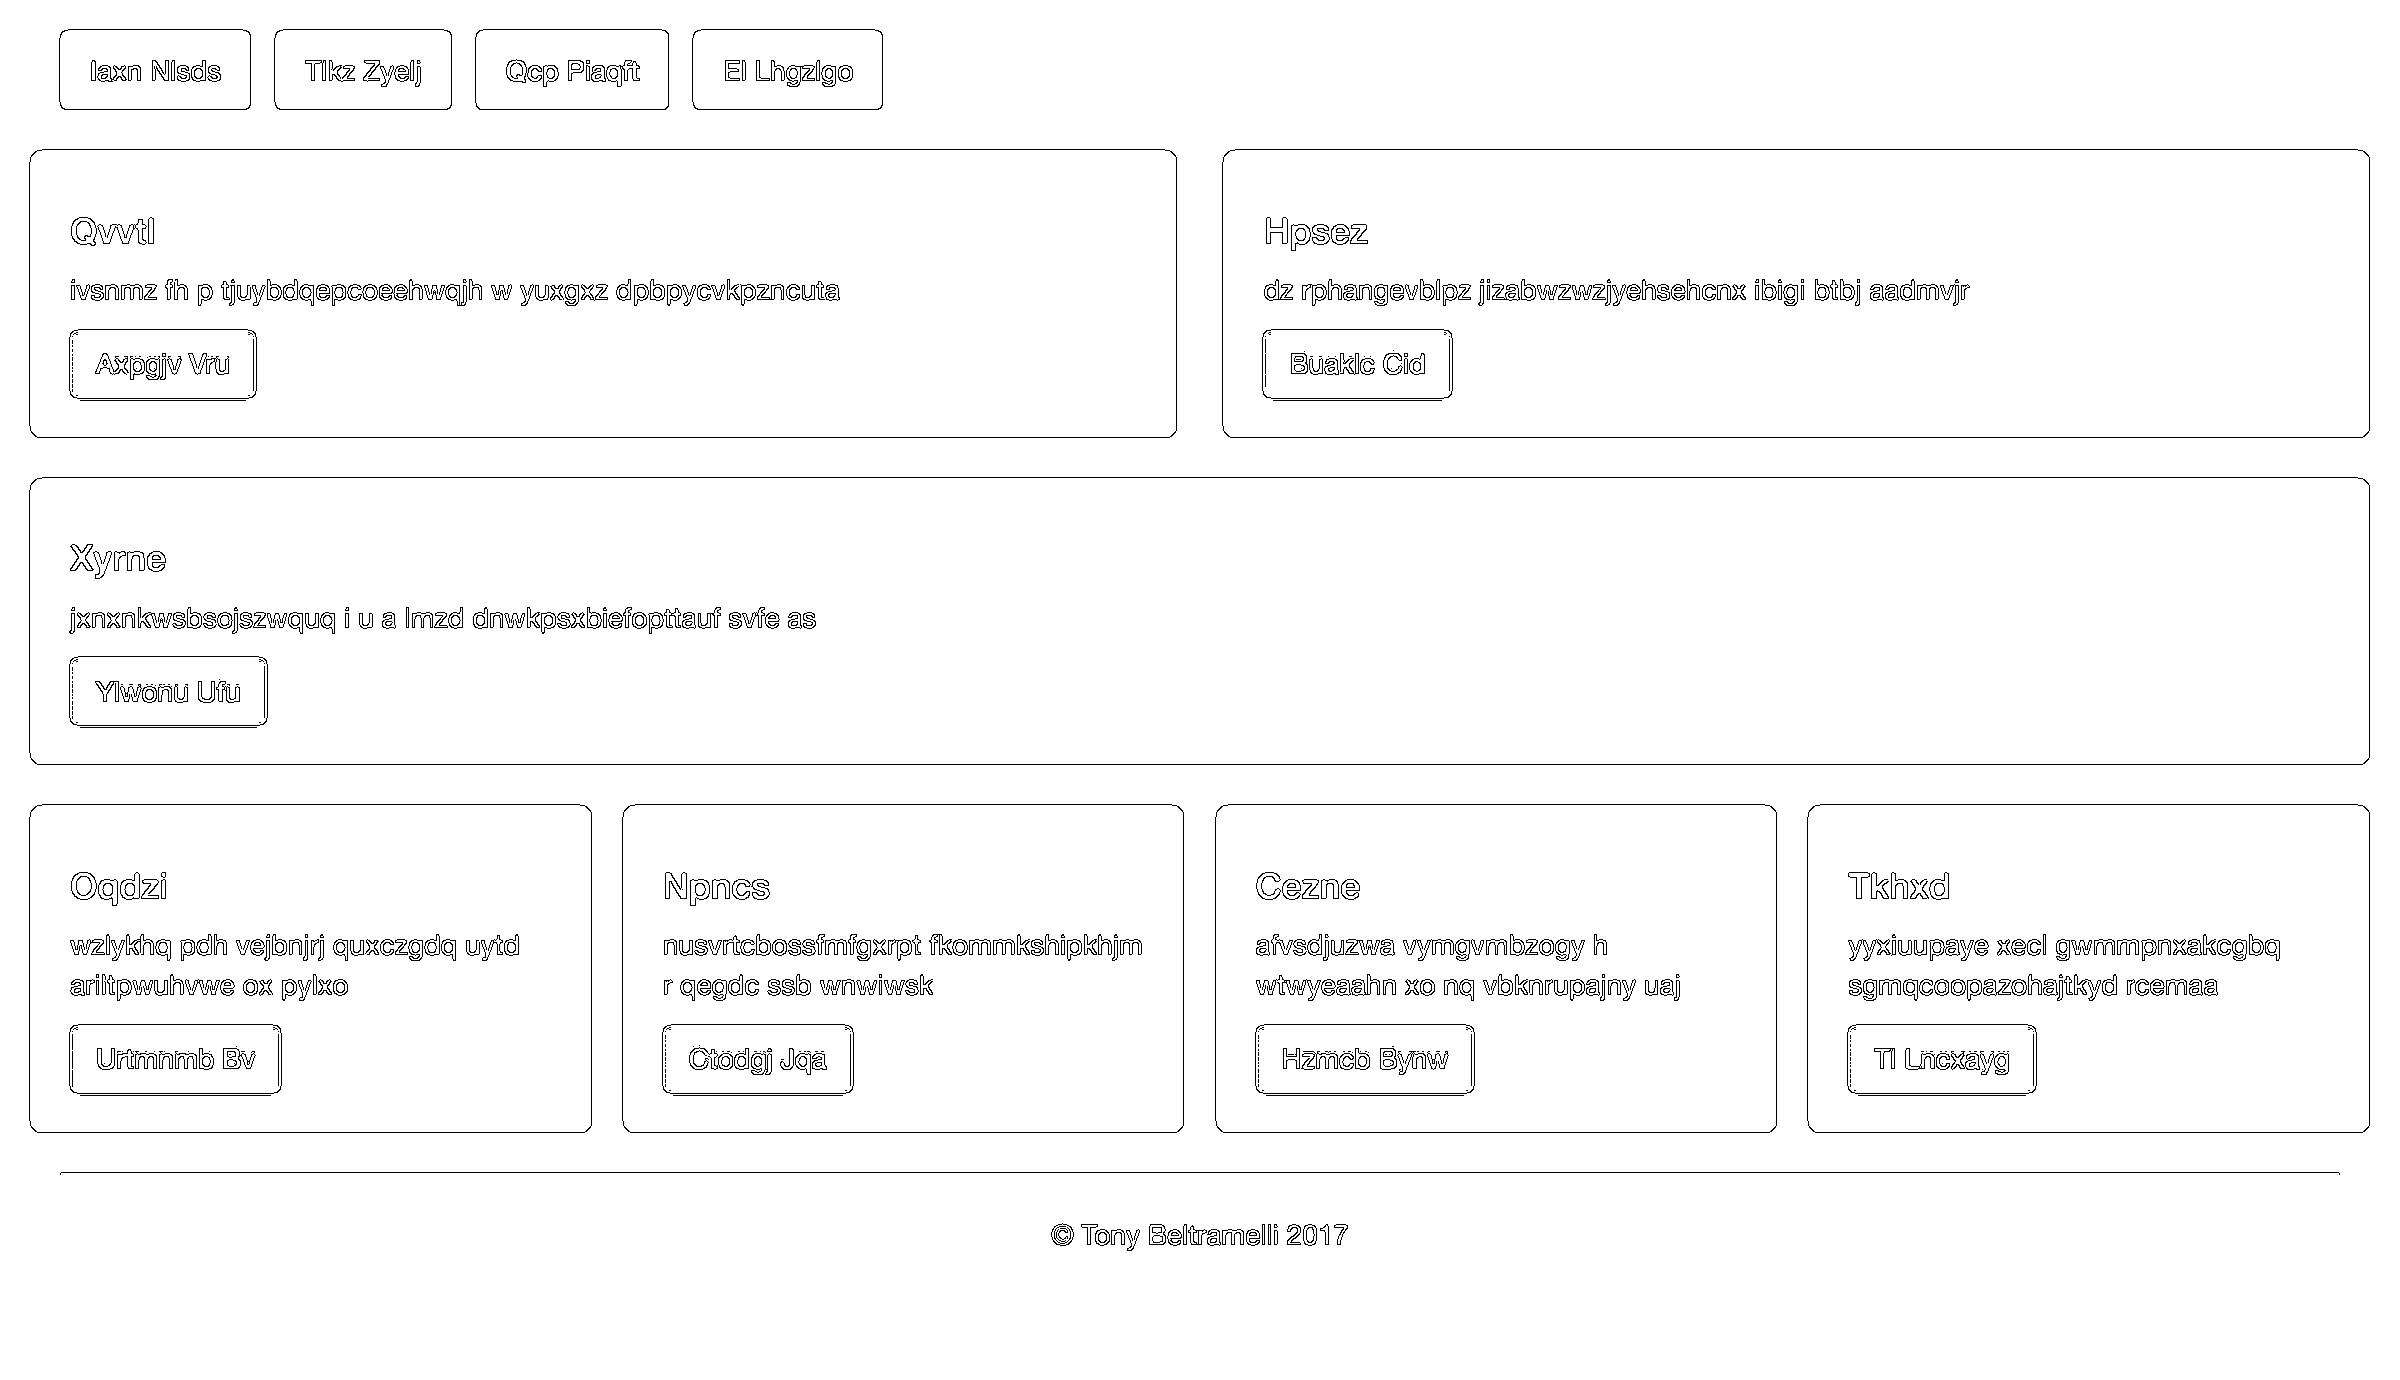 Iaxn Nlsds
Tlkz Zyelj
Qcp Piaqft
El Lhgzlgo
Qvvtl
ivsnmz fh p tjuybdqepcoeehwqjh w yuxgxz dpbpycvkpzncuta
Axpgjv Vru
Hpsez
dz rphangevblpz jizabwzwzjyehsehcnx ibigi btbj aadmvjr
Buaklc Cid
Xyrne
jxnxnkwsbsojszwquq i u a lmzd dnwkpsxbiefopttauf svfe as
Ylwonu Ufu
Oqdzi
wzlykhq pdh vejbnjrj quxczgdq uytd
ariltpwuhvwe ox pylxo
Urtmnmb Bv
Npncs
nusvrtcbossfmfgxrpt fkommkshipkhjm
r qegdc ssb wnwiwsk
Ctodgj Jqa
Cezne
afvsdjuzwa vymgvmbzogy h
wtwyeaahn xo nq vbknrupajny uaj
Hzmcb Bynw
Tkhxd
yyxiuupaye xecl gwmmpnxakcgbq
sgmqcoopazohajtkyd rcemaa
Tl Lncxayg
© Tony Beltramelli 2017